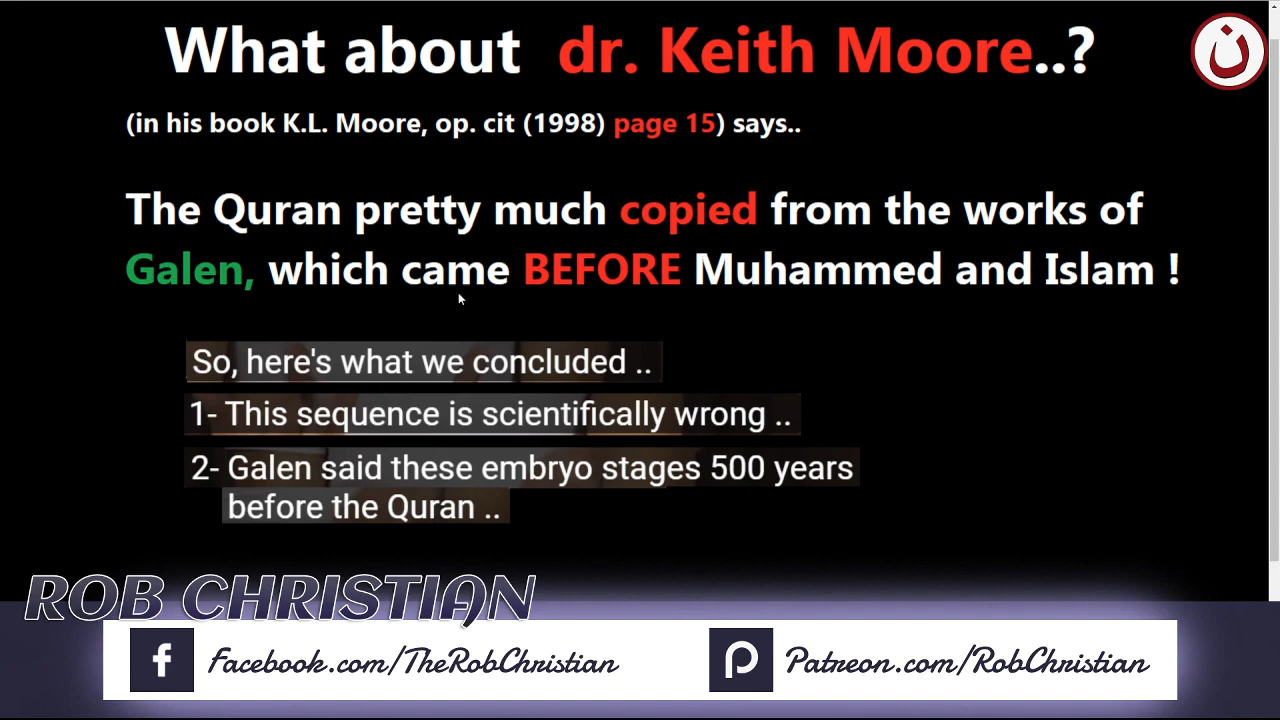 What about dr. Keith Moore..?
ن
(in his book K.L. Moore, op. cit (1998) page 15) says..
The Quran pretty much copied from the works of
Galen, which came BEFORE Muhammed and Islam !
So, here's what we concluded ..
1- This sequence is scientifically wrong ..
2- Galen said these embryo stages 500 years
before the Quran ..
ROB CHRISTIAN
Facebook.com/TheRobChristian
Patreon.com/RobChristian